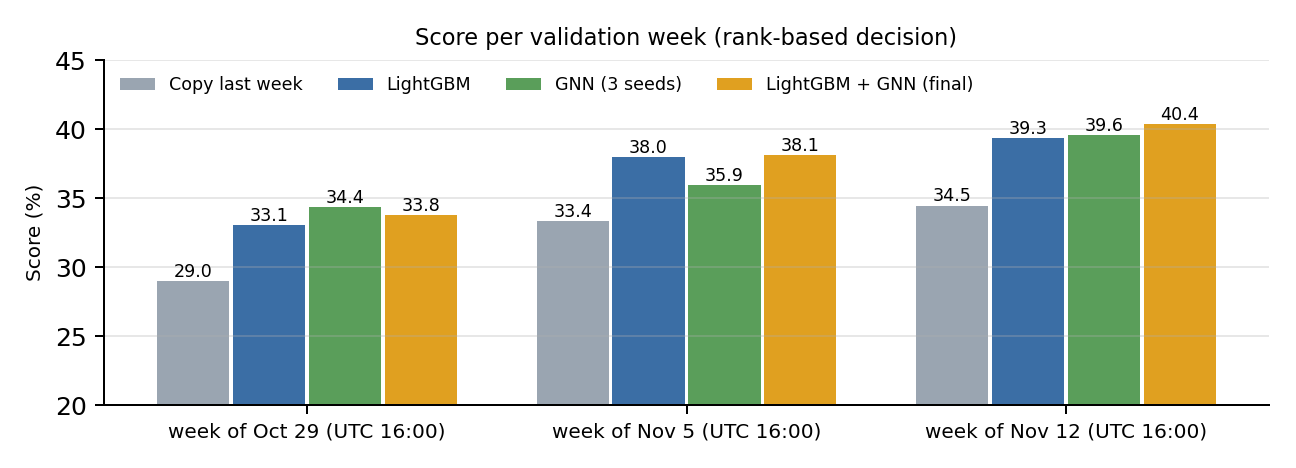 Score per validation week (rank-based decision)
Copy last week LightGBM GNN (3 seeds) LightGBM + GNN (final)
Score (%)
45
40
35
30
25
20
29.0 33.1 34.4 33.8
33.4 38.0 35.9 38.1
34.5 39.3 39.6 40.4
week of Oct 29 (UTC 16:00) week of Nov 5 (UTC 16:00) week of Nov 12 (UTC 16:00)